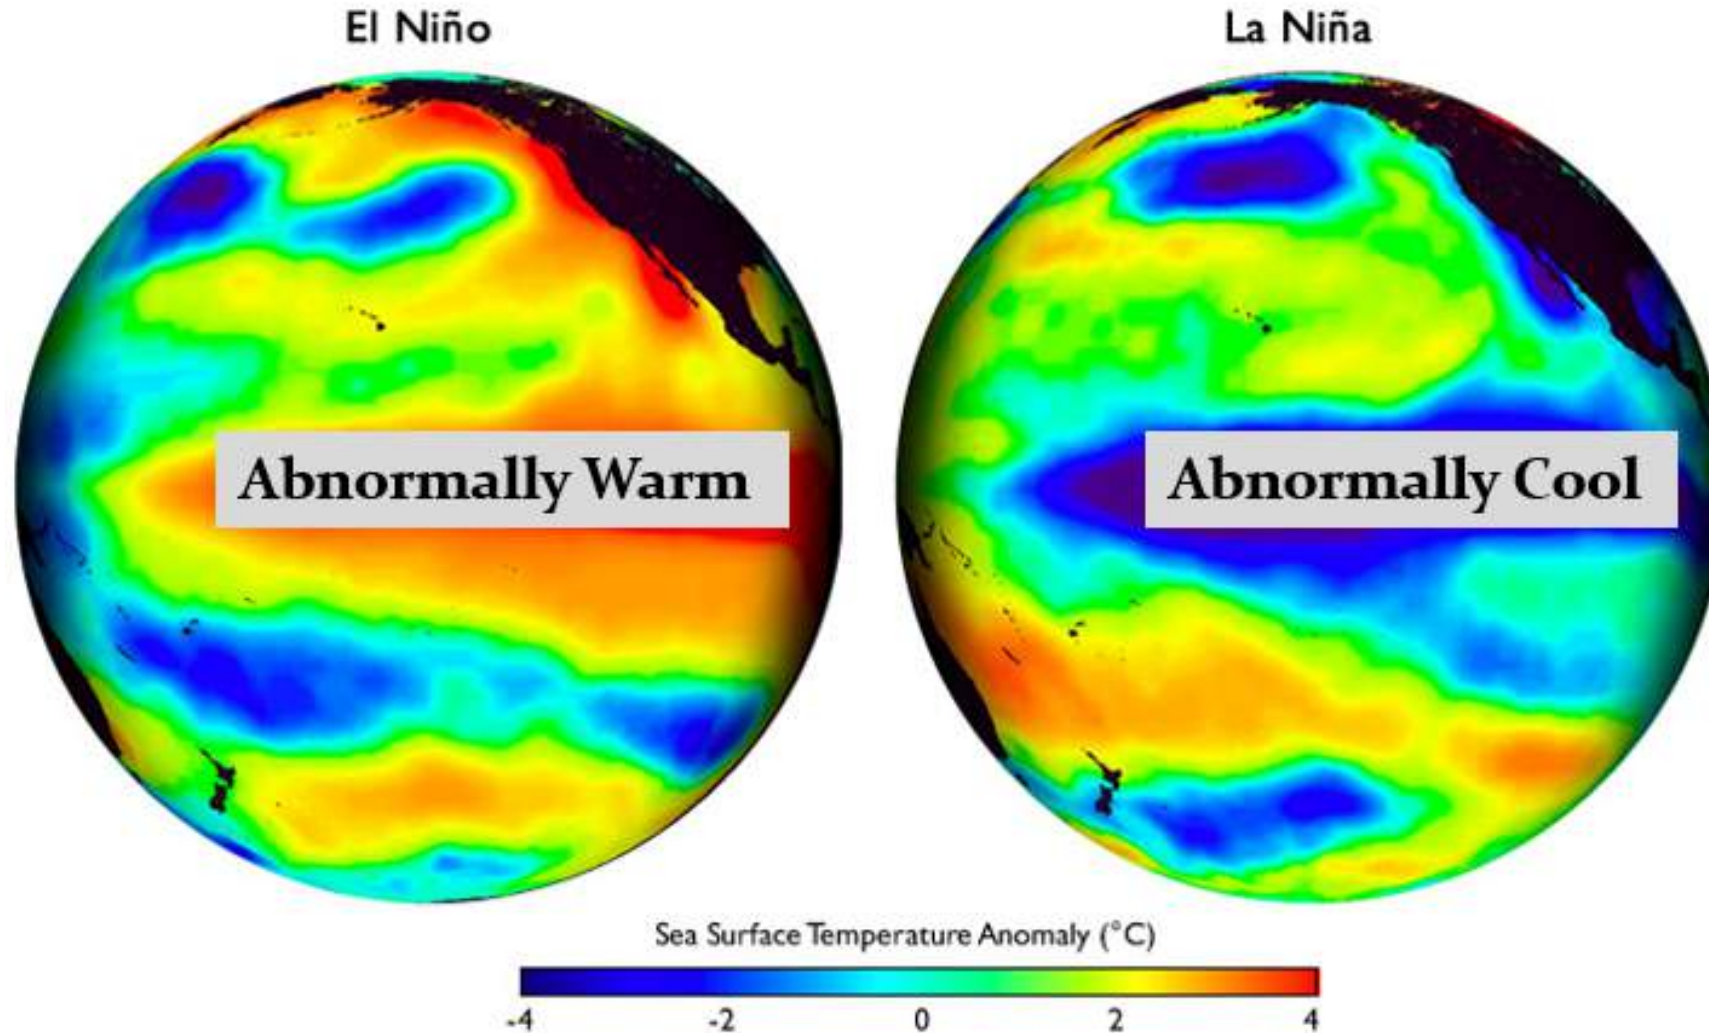 El Niño
La Niña
Abnormally Warm
Abnormally Cool
Sea Surface Temperature Anomaly (°C)
-4 -2 0 2 4